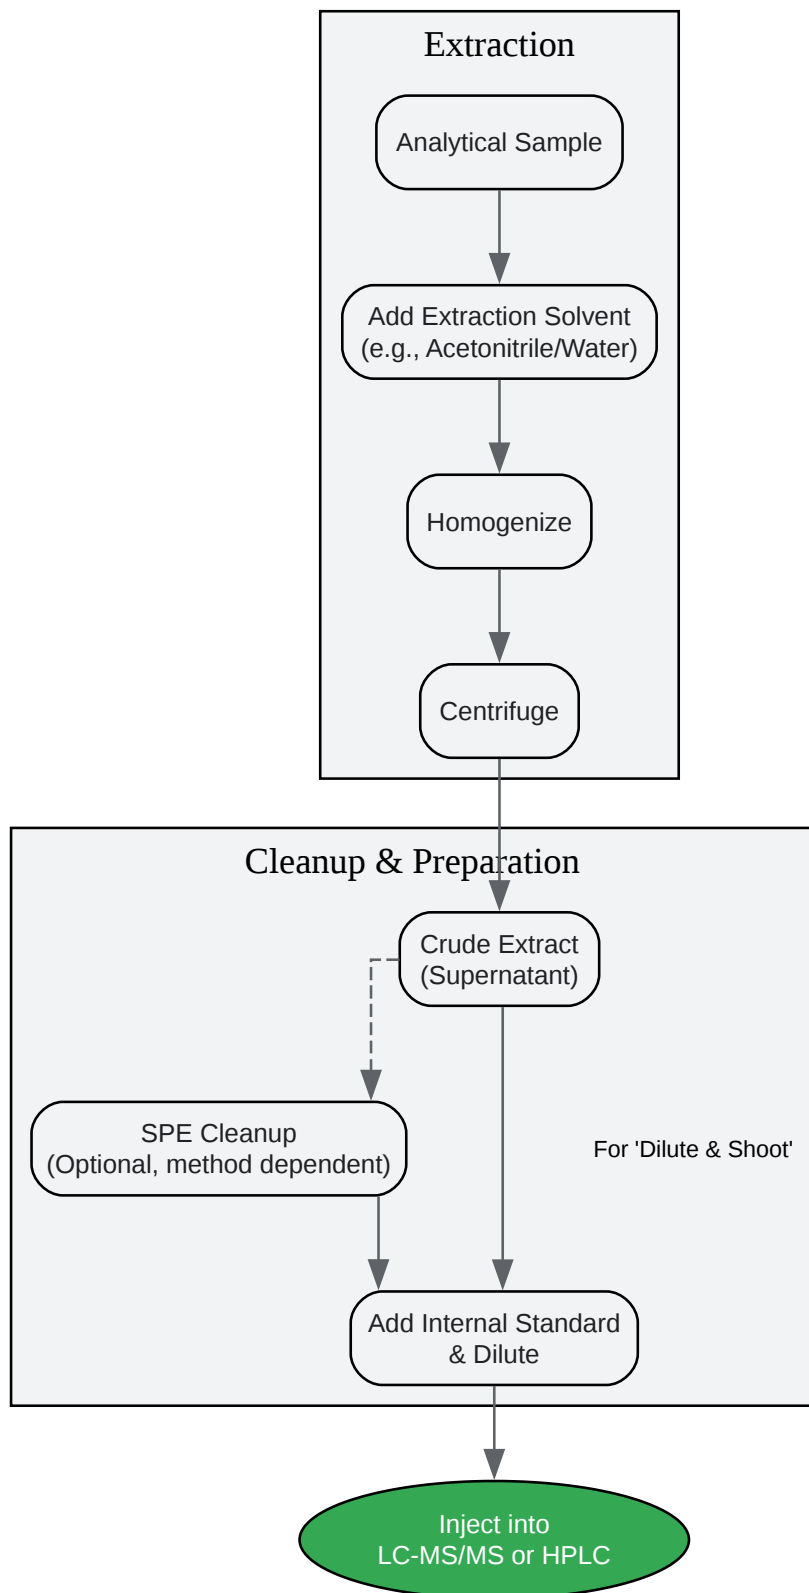 Extraction
Analytical Sample
Add Extraction Solvent
(e.g., Acetonitrile/Water)
Homogenize
Centrifuge
Cleanup & Preparation
Crude Extract
(Supernatant)
SPE Cleanup
(Optional, method dependent)
For 'Dilute & Shoot'
Add Internal Standard
& Dilute
Inject into
LC-MS/MS or HPLC